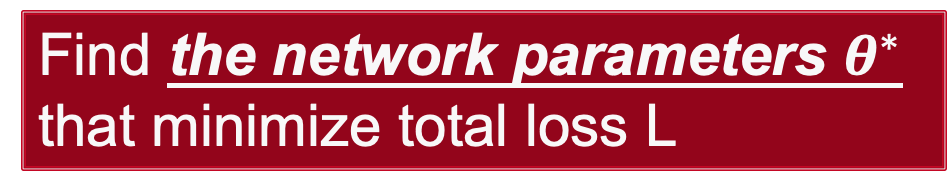 Find the network parameters θ*
that minimize total loss L